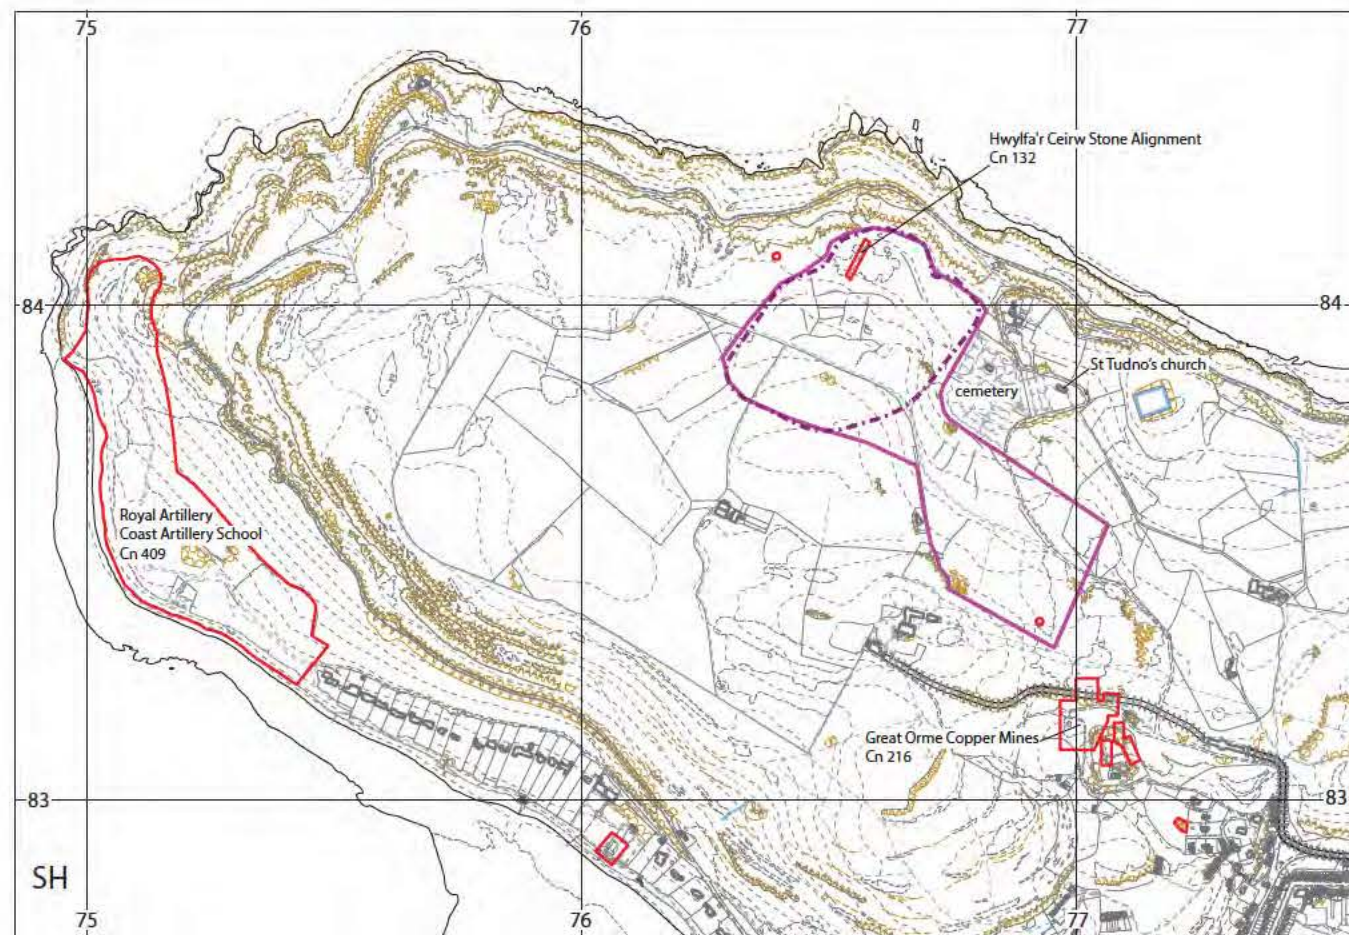 75
76
77
Hwylfa'r Ceirw Stone Alignment
Cn 132
84
84
St Tudno's church
cemetery
Royal Artillery
Coast Artillery School
Cn 409
Great Orme Copper Mines
Cn 216
83
83
SH
75
76
77